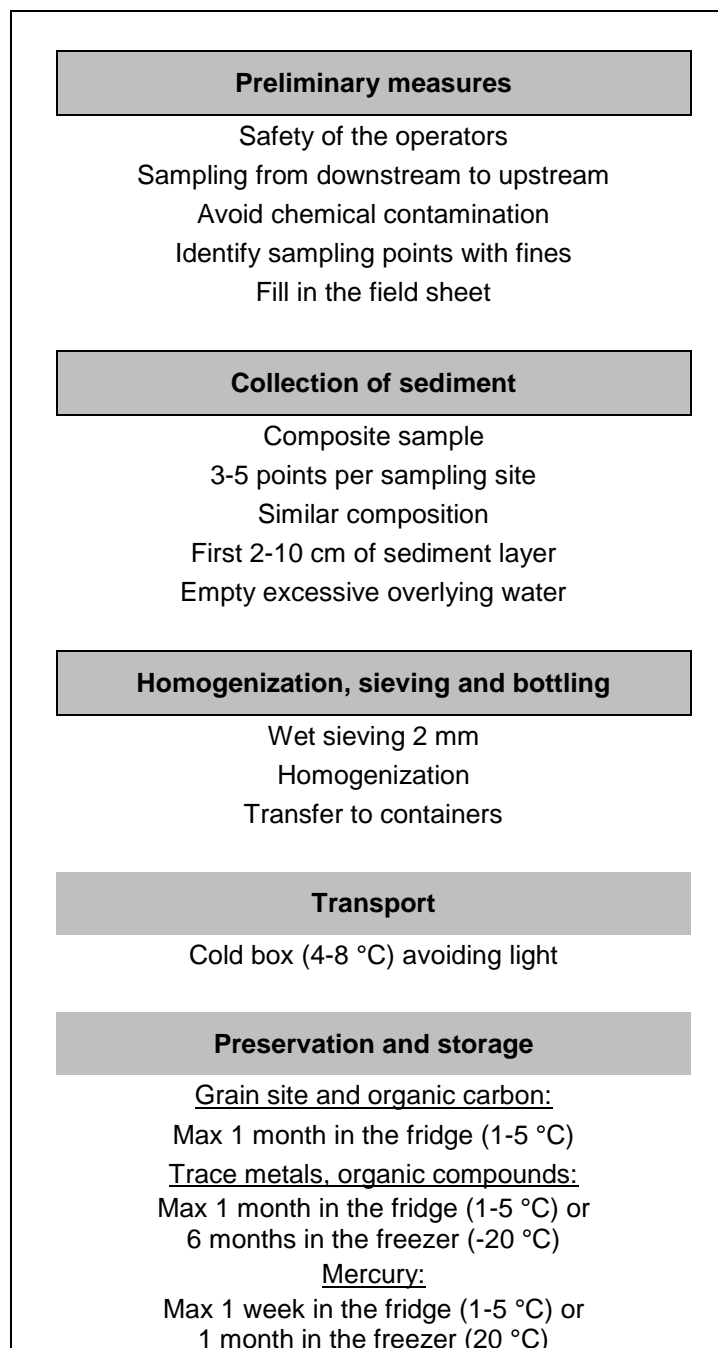 Preliminary measures
Safety of the operators
Sampling from downstream to upstream
Avoid chemical contamination
Identify sampling points with fines
Fill in the field sheet
Collection of sediment
Composite sample
3-5 points per sampling site
Similar composition
First 2-10 cm of sediment layer
Empty excessive overlying water
Homogenization, sieving and bottling
Wet sieving 2 mm
Homogenization
Transfer to containers
Transport
Cold box (4-8 °C) avoiding light
Preservation and storage
Grain site and organic carbon:
Max 1 month in the fridge (1-5 °C)
Trace metals, organic compounds:
Max 1 month in the fridge (1-5 °C) or
6 months in the freezer (-20 °C)
Mercury:
Max 1 week in the fridge (1-5 °C) or
1 month in the freezer (20 °C)